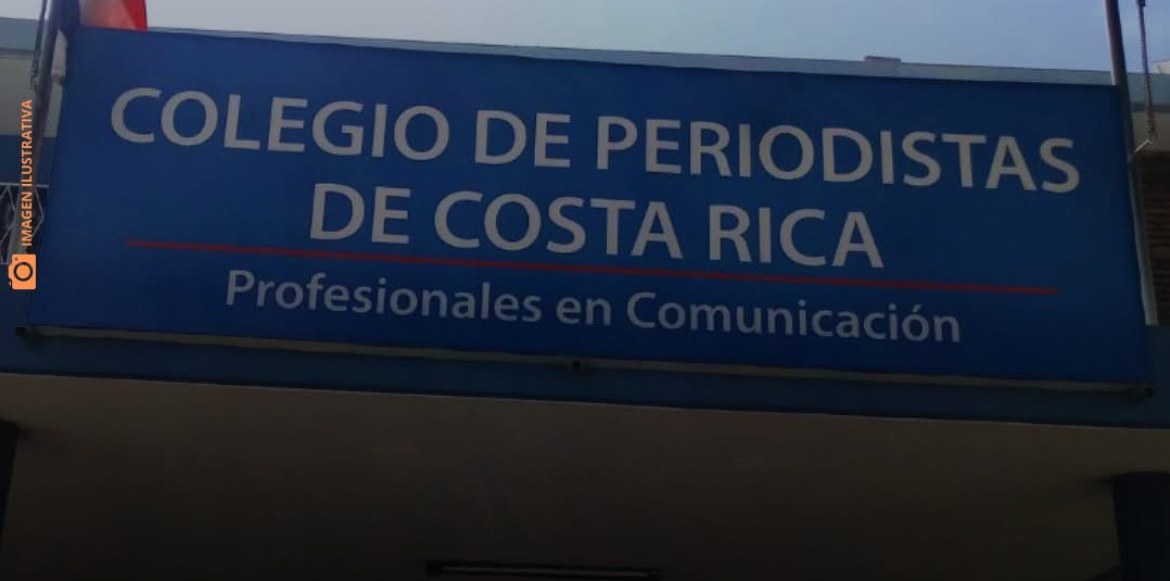 COLEGIO DE PERIODISTAS
DE COSTA RICA
Profesionales en Comunicación
IMAGEN ILUSTRATIVA